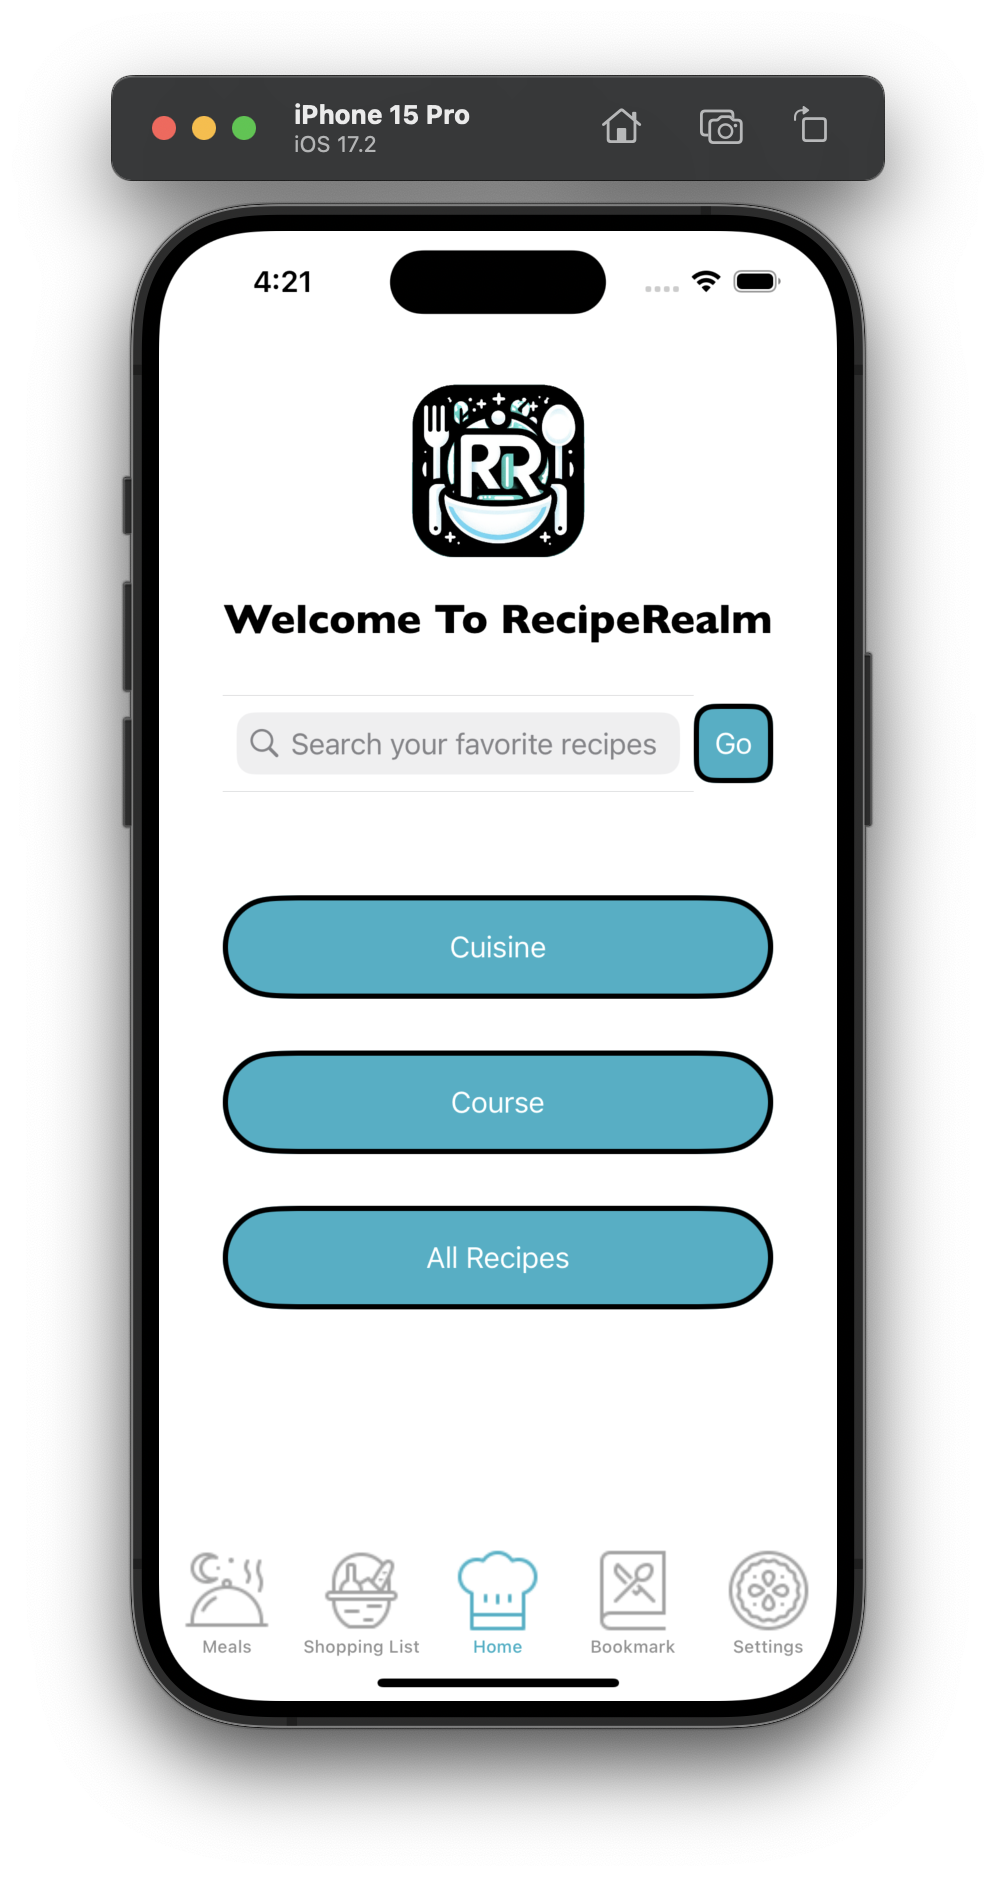 iPhone 15 Pro
iOS 17.2
4:21
RR
Welcome To RecipeRealm
Search your favorite recipes
Go
Cuisine
Course
All Recipes
Meals
Shopping List
Home
Bookmark
Settings